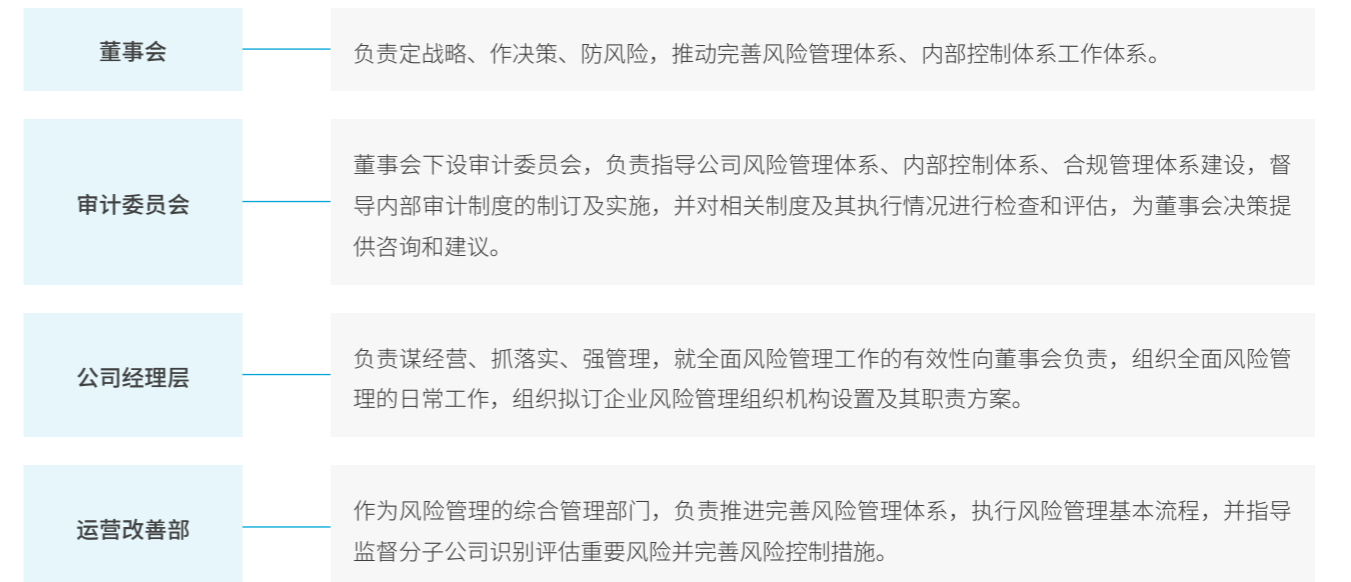 董事会
负责定战略、作决策、防风险，推动完善风险管理体系、内部控制体系工作体系。
审计委员会
董事会下设审计委员会，负责指导公司风险管理体系、内部控制体系、合规管理体系建设，督
导内部审计制度的制订及实施，并对相关制度及其执行情况进行检查和评估，为董事会决策提
供咨询和建议。
公司经理层
负责谋经营、抓落实、强管理，就全面风险管理工作的有效性向董事会负责，组织全面风险管
理的日常工作，组织拟订企业风险管理组织机构设置及其职责方案。
运营改善部
作为风险管理的综合管理部门，负责推进完善风险管理体系，执行风险管理基本流程，并指导
监督分子公司识别评估重要风险并完善风险控制措施。